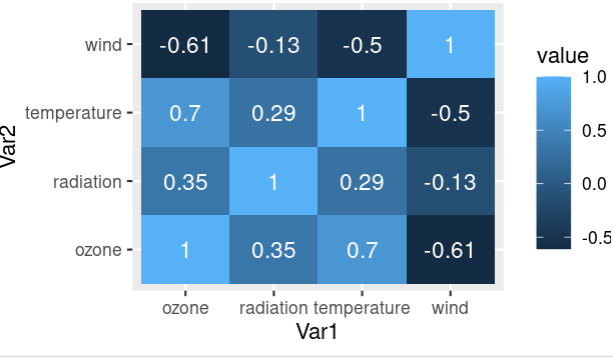 wind -0.61 -0.13 -0.5 1
temperature 0.7 0.29 1 -0.5
radiation 0.35 1 0.29 -0.13
ozone 1 0.35 0.7 -0.61
ozone radiation temperature wind
Var1
Var2
value
1.0
0.5
0.0
-0.5